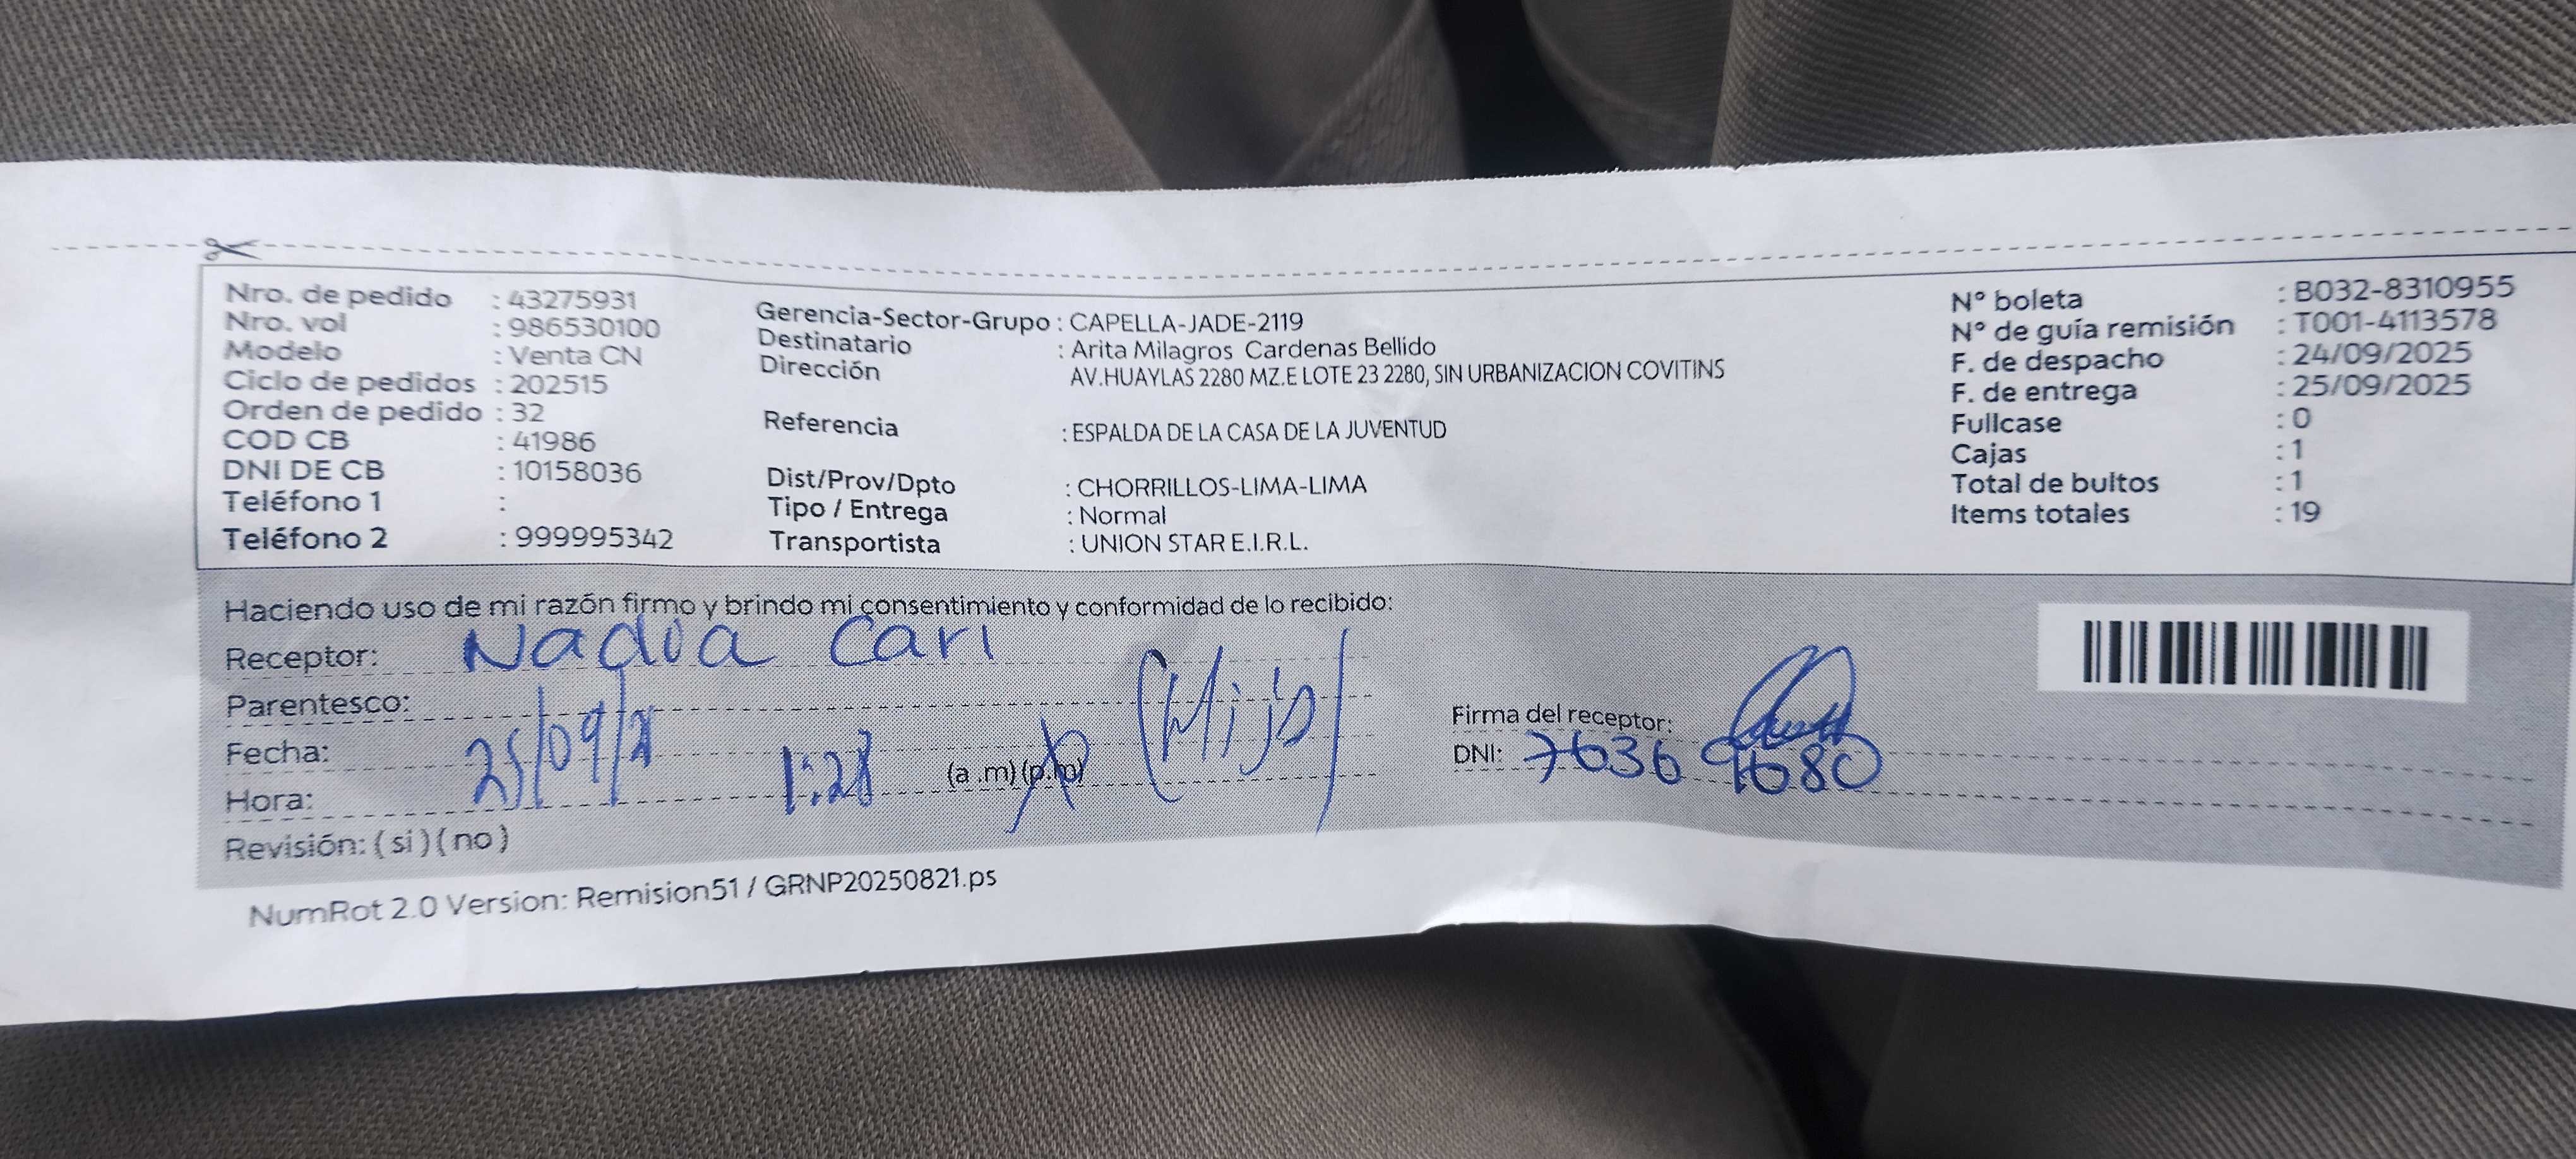 Nro. de pedido : 43275931
Nro. vol : 986530100
Modelo : Venta CN
Ciclo de pedidos : 202515
Orden de pedido : 32
COD CB : 41986
DNI DE CB : 10158036
Teléfono 1 :
Teléfono 2 : 999995342
Gerencia-Sector-Grupo : CAPELLA-JADE-2119
Destinatario : Arita Milagros Cardenas Bellido
Dirección AV.HUAYLAS 2280 MZ.E LOTE 23 2280, SIN URBANIZACION COVITINS
Referencia : ESPALDA DE LA CASA DE LA JUVENTUD
Dist/Prov/Dpto : CHORRILLOS-LIMA-LIMA
Tipo / Entrega : Normal
Transportista : UNION STAR E.I.R.L.
N° boleta : B032-8310955
N° de guía remisión : T001-4113578
F. de despacho : 24/09/2025
F. de entrega : 25/09/2025
Fullcase : 0
Cajas : 1
Total de bultos : 1
Items totales : 19
Haciendo uso de mi razón firmo y brindo mi consentimiento y conformidad de lo recibido:
Receptor: Nadia Cari
Parentesco:
Fecha: 25/09/
Hora: 1:28 (a.m)(p.m) (Hijo)
Revisión: (si)(no)
Firma del receptor:
DNI: 76369680
NumRot 2.0 Version: Remision51 / GRNP20250821.ps